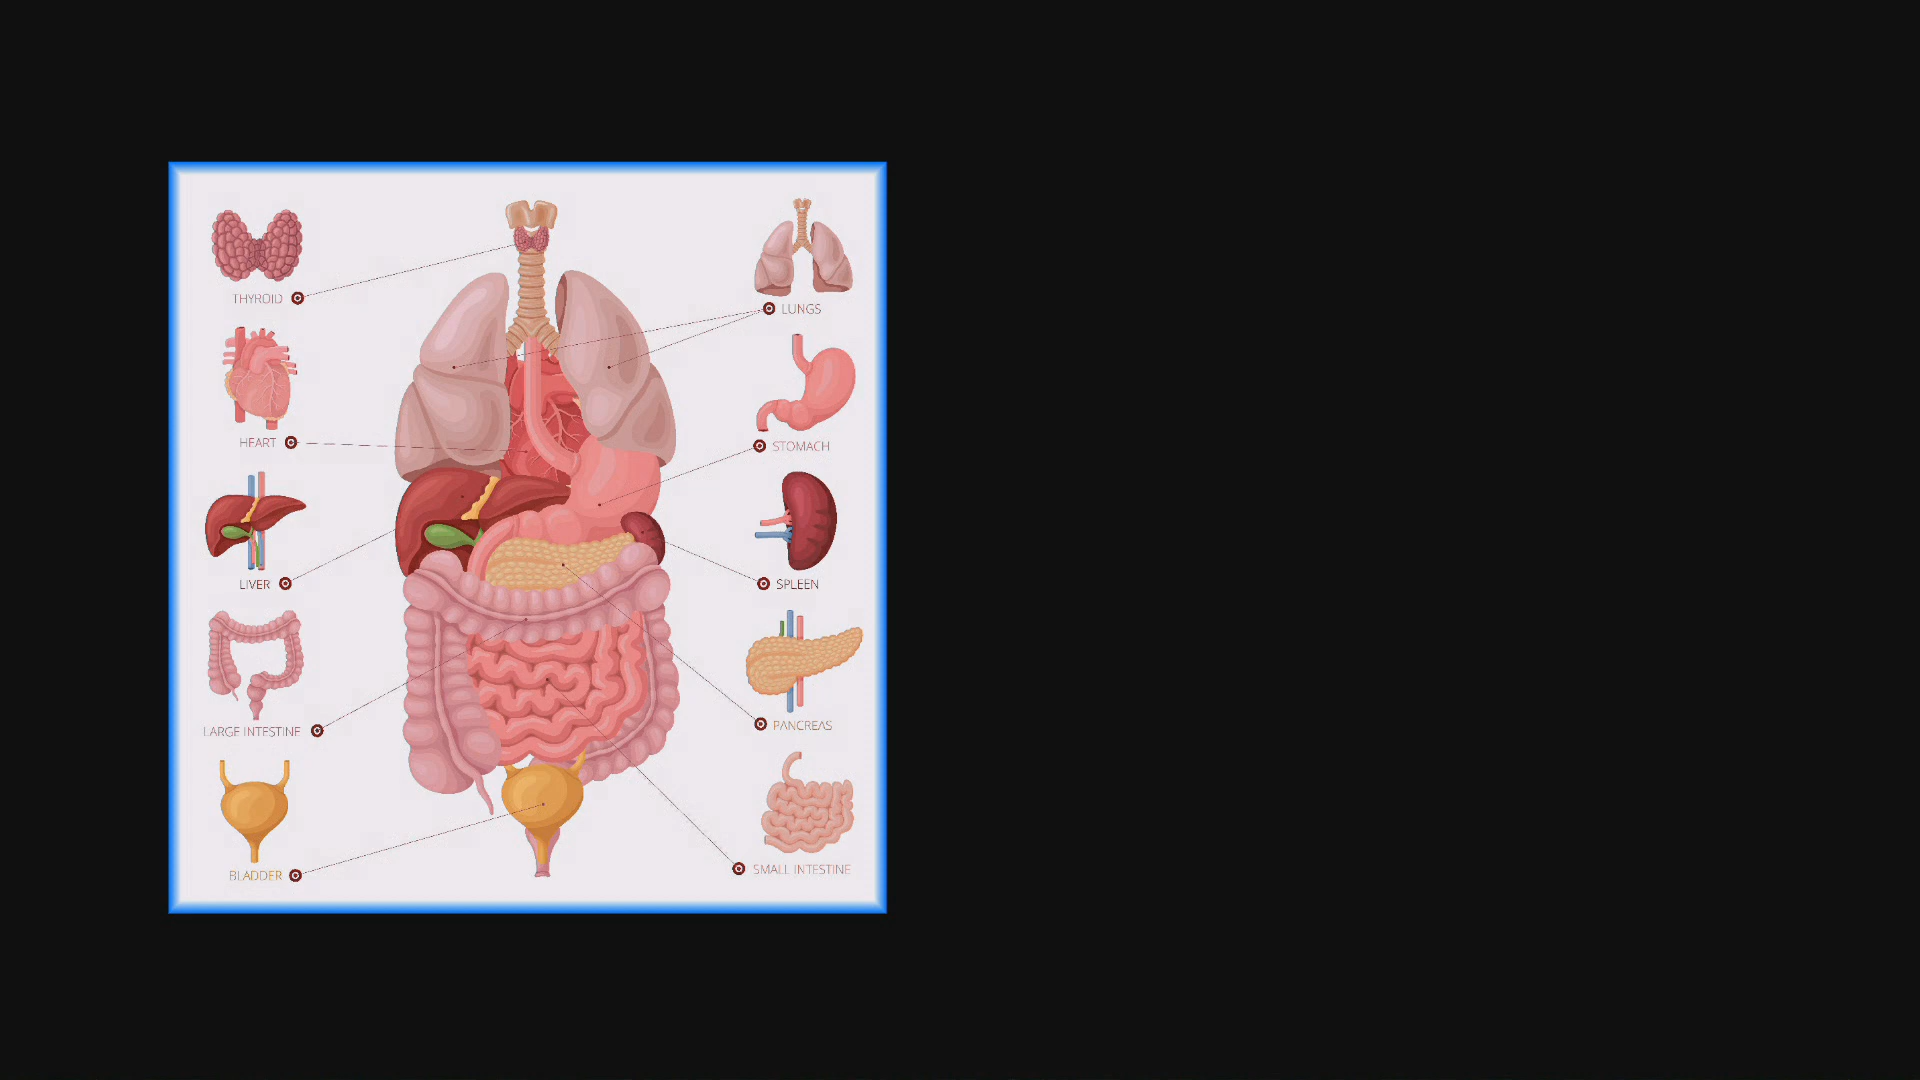 THYROID
LUNGS
HEART
STOMACH
LIVER
SPLEEN
LARGE INTESTINE
PANCREAS
BLADDER
SMALL INTESTINE